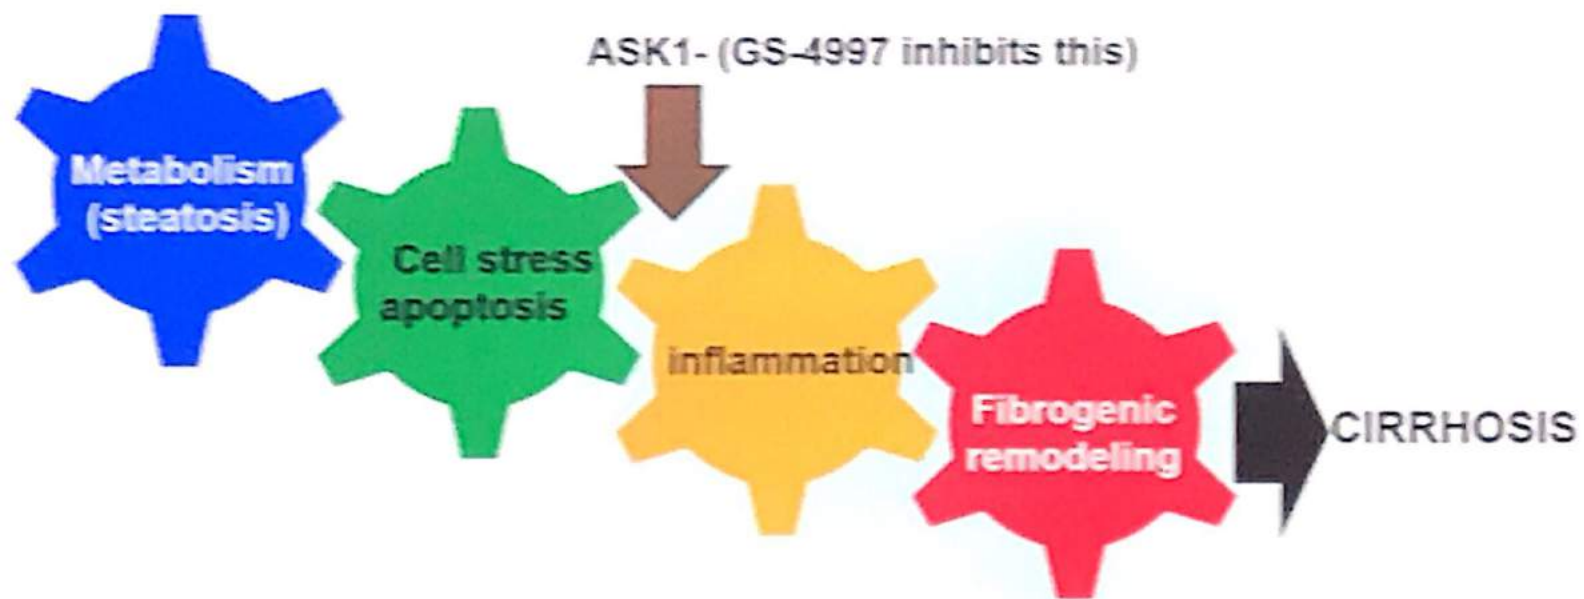 ASK1- (GS-4997 inhibits this)
Metabolism
(steatosis)
Cell stress
apoptosis
inflammation
Fibrogenic
remodeling
CIRRHOSIS